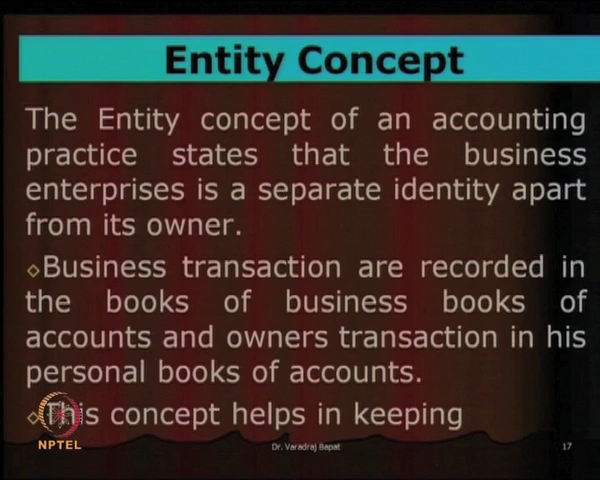 Entity Concept
The Entity concept of an accounting
practice states that the business
enterprises is a separate identity apart
from its owner.
◇Business transaction are recorded in
the books of business books of
accounts and owners transaction in his
personal books of accounts.
◇This concept helps in keeping
NPTEL
Dr. Varadraj Bapat
17